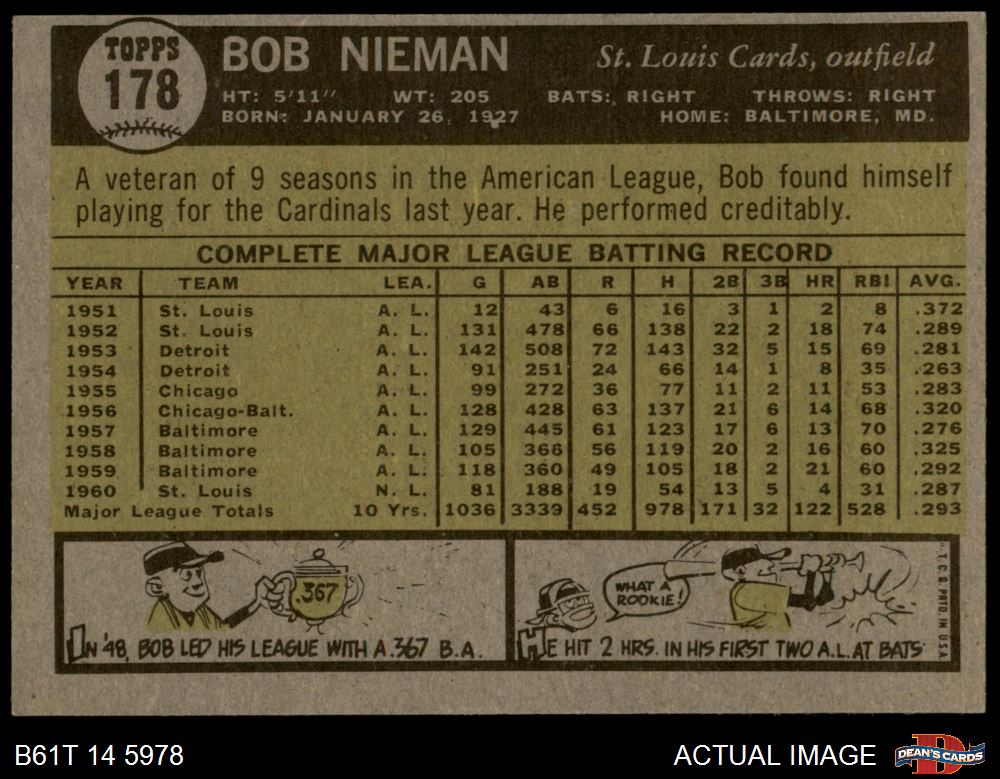 TOPPS
178
BOB NIEMAN
St. Louis Cards, outfield
HT: 5'11" WT: 205 BATS: RIGHT THROWS: RIGHT
BORN: JANUARY 26, 1927 HOME: BALTIMORE, MD.
A veteran of 9 seasons in the American League, Bob found himself
playing for the Cardinals last year. He performed creditably.
COMPLETE MAJOR LEAGUE BATTING RECORD
YEAR TEAM LEA. G AB R H 2B 3B HR RBI AVG.
1951 St. Louis A. L. 12 43 6 16 3 1 2 8 .372
1952 St. Louis A. L. 131 478 66 138 22 2 18 74 .289
1953 Detroit A. L. 142 508 72 143 32 5 15 69 .281
1954 Detroit A. L. 91 251 24 66 14 1 8 35 .263
1955 Chicago A. L. 99 272 36 77 11 2 11 53 .283
1956 Chicago-Balt. A. L. 128 428 63 137 21 6 14 68 .320
1957 Baltimore A. L. 129 445 61 123 17 6 13 70 .276
1958 Baltimore A. L. 105 366 56 119 20 2 16 60 .325
1959 Baltimore A. L. 118 360 49 105 18 2 21 60 .292
1960 St. Louis N. L. 81 188 19 54 13 5 4 31 .287
Major League Totals 10 Yrs. 1036 3339 452 978 171 32 122 528 .293
.367
IN '48, BOB LED HIS LEAGUE WITH A .367 B.A.
WHAT A
ROOKIE!
HE HIT 2 HRS. IN HIS FIRST TWO A.L. AT BATS
T.C.G. PRTD. IN U.S.A.
B61T 14 5978
ACTUAL IMAGE
DEAN'S CARDS